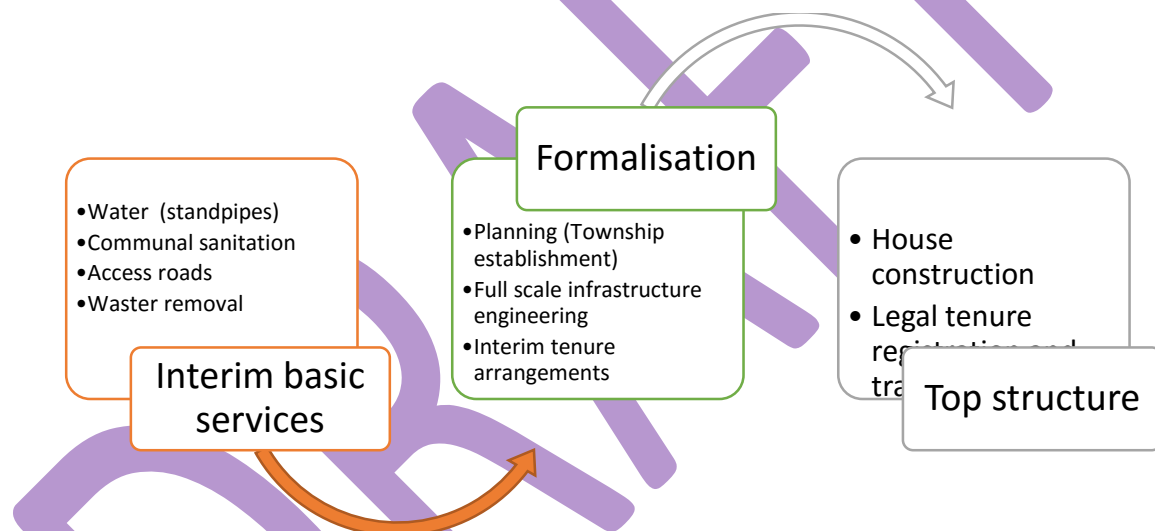 •Water  (standpipes)
•Communal sanitation
•Access roads
•Waster removal
Interim basic
services
Formalisation
•Planning (Township
establishment)
•Full scale infrastructure
engineering
•Interim tenure
arrangements
• House
construction
• Legal tenure
Top structure